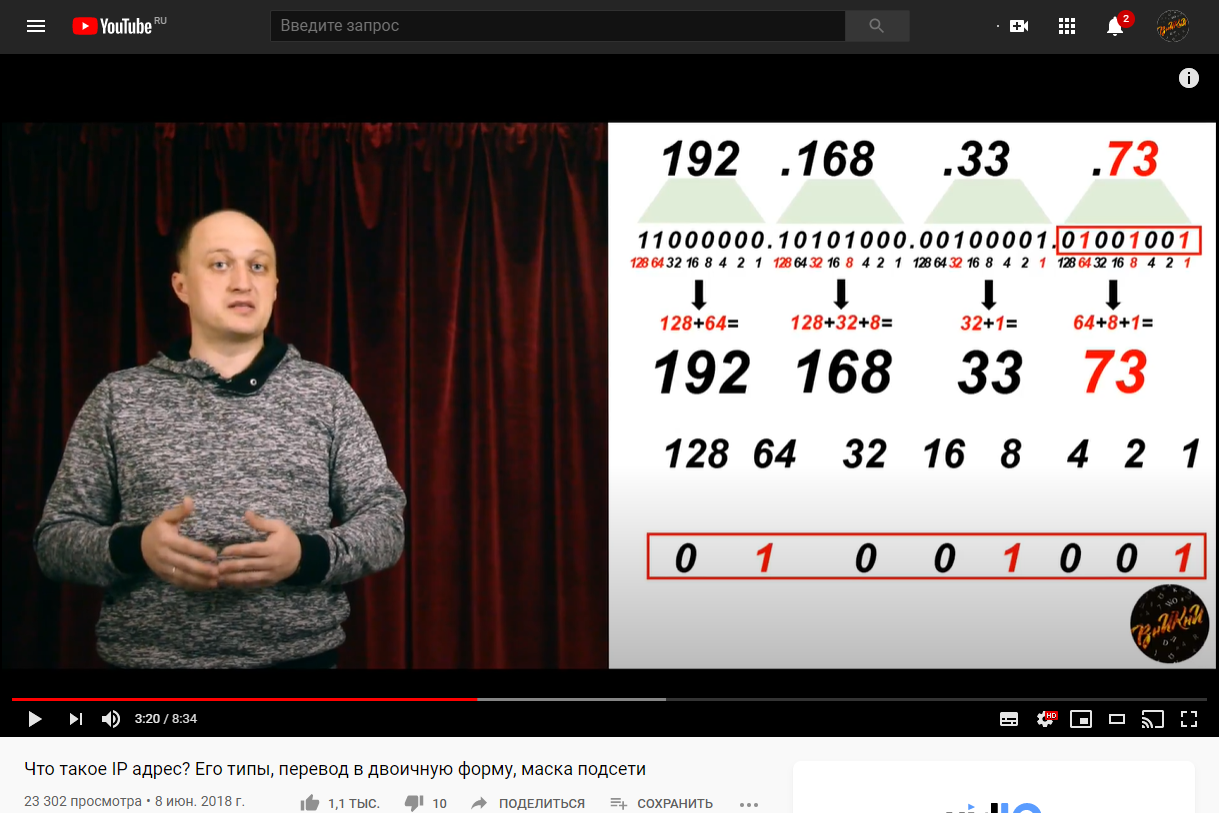 YouTube RU
Введите запрос
2
192 .168 .33 .73
11000000.10101000.00100001.01001001
128 64 32 16 8 4 2 1 128 64 32 16 8 4 2 1 128 64 32 16 8 4 2 1 128 64 32 16 8 4 2 1
128+64= 128+32+8= 32+1= 64+8+1=
192 168 33 73
128 64 32 16 8 4 2 1
0 1 0 0 1 0 0 1
ВниКни
3:20 / 8:34
HD
Что такое IP адрес? Его типы, перевод в двоичную форму, маска подсети
23 302 просмотра • 8 июн. 2018 г.
1,1 ТЫС.
10
ПОДЕЛИТЬСЯ
СОХРАНИТЬ